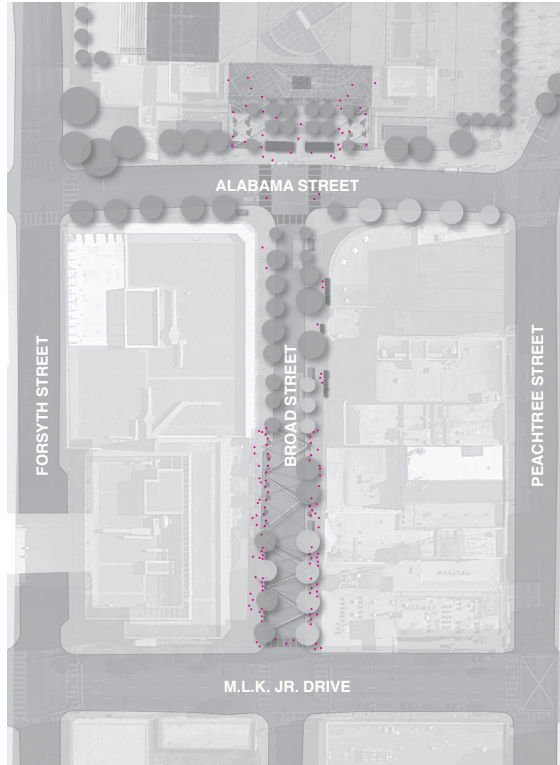 ALABAMA STREET
FORSYTH STREET
BROAD STREET
PEACHTREE STREET
M.L.K. JR. DRIVE